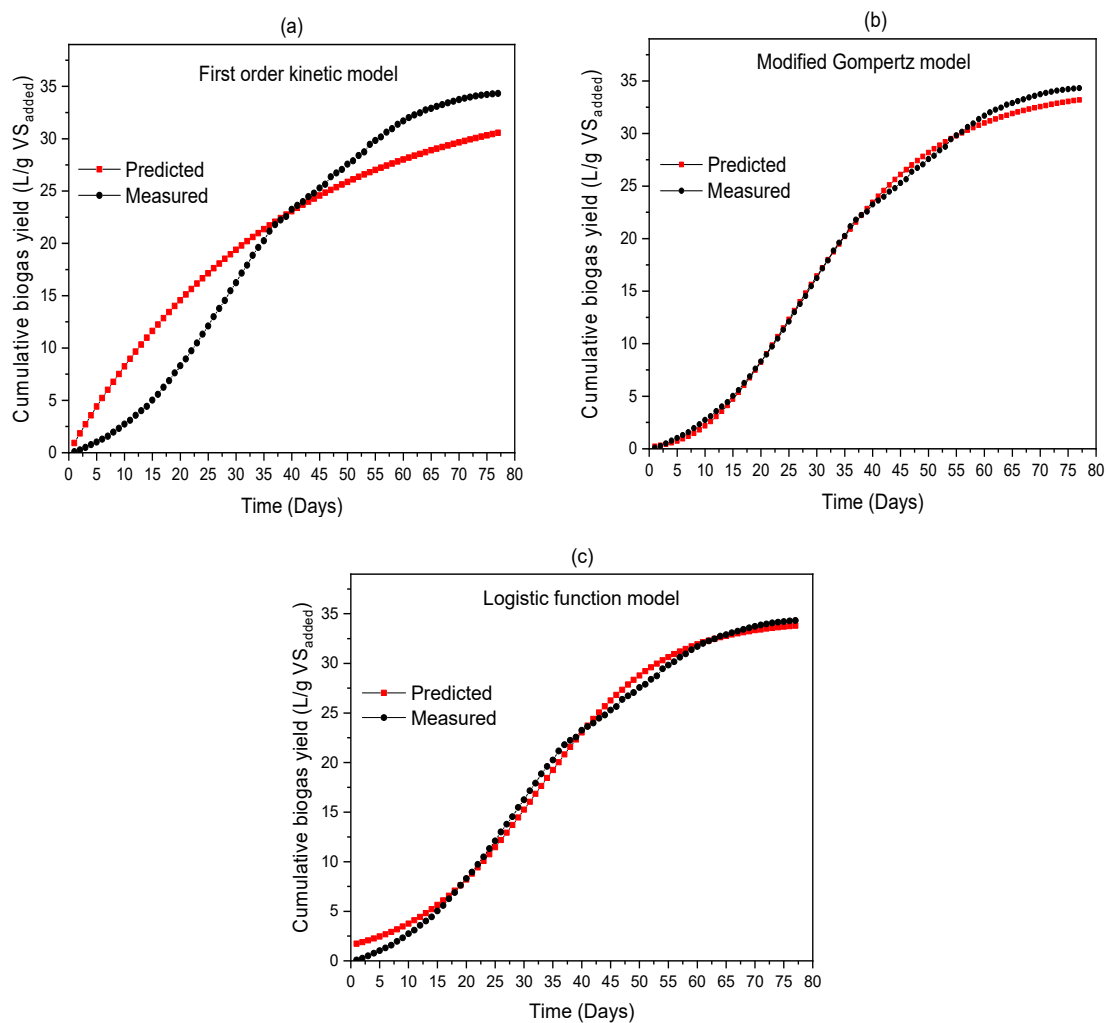 (a)
First order kinetic model
Predicted
Measured
Cumulative biogas yield (L/g VSadded)
35
30
25
20
15
10
5
0
0 5 10 15 20 25 30 35 40 45 50 55 60 65 70 75 80
Time (Days)
(b)
Modified Gompertz model
Predicted
Measured
Cumulative biogas yield (L/g VSadded)
35
30
25
20
15
10
5
0
0 5 10 15 20 25 30 35 40 45 50 55 60 65 70 75 80
Time (Days)
(c)
Logistic function model
Predicted
Measured
Cumulative biogas yield (L/g VSadded)
35
30
25
20
15
10
5
0
0 5 10 15 20 25 30 35 40 45 50 55 60 65 70 75 80
Time (Days)